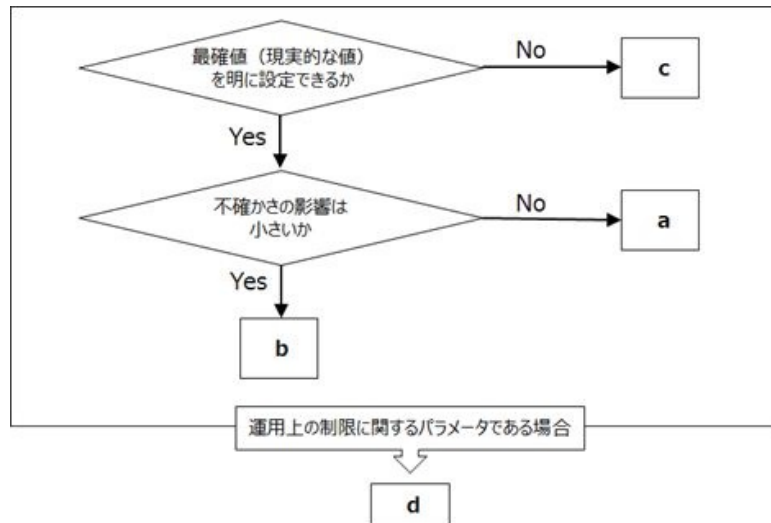 最確値（現実的な値）
を明に設定できるか
No
c
Yes
不確かさの影響は
小さいか
No
a
Yes
b
運用上の制限に関するパラメータである場合
d